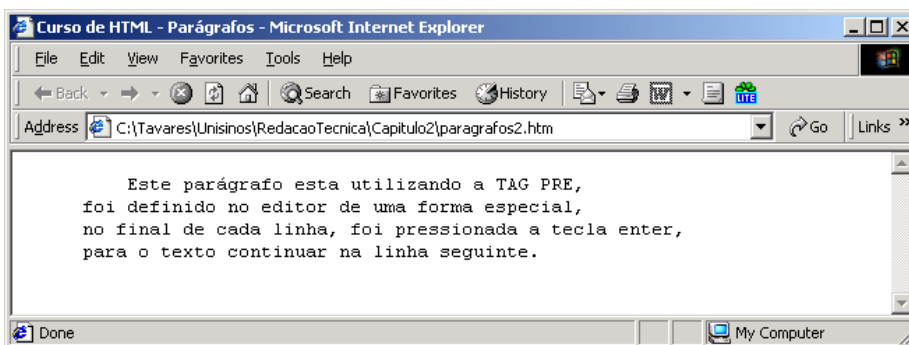 Curso de HTML - Parágrafos - Microsoft Internet Explorer
File Edit View Favorites Tools Help
Back Search Favorites History LITE
Address C:\Tavares\Unisinos\RedacaoTecnica\Capitulo2\paragrafos2.htm Go Links »
Este parágrafo esta utilizando a TAG PRE,
foi definido no editor de uma forma especial,
no final de cada linha, foi pressionada a tecla enter,
para o texto continuar na linha seguinte.
Done My Computer